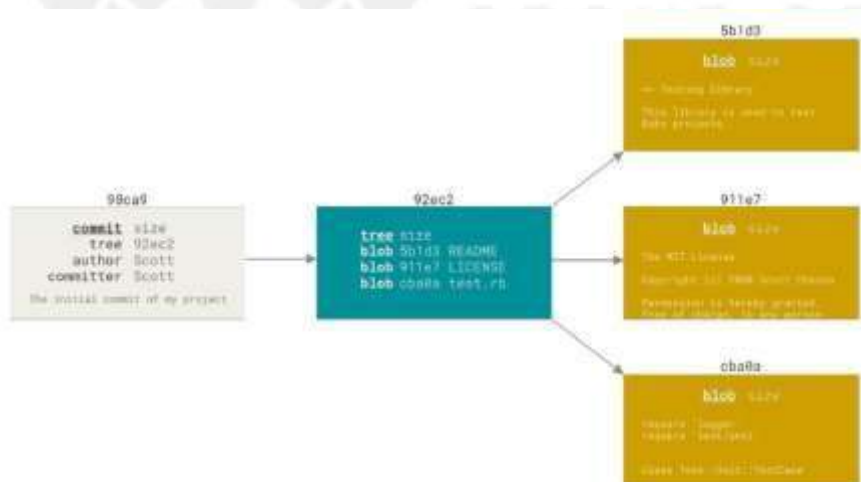 98ca9
commit size
tree 92ec2
author Scott
committer Scott
The initial commit of my project
92ec2
tree size
blob 5b1d3 README
blob 911e7 LICENSE
blob cba0a test.rb
5b1d3
blob size
== Testing library
This library is used to test
Ruby projects.
911e7
blob size
The MIT License
Copyright (c) 2008 Scott Chacon
Permission is hereby granted,
free of charge, to any person
cba0a
blob size
require 'logger'
require 'test/unit'
class Test::Unit::TestCase